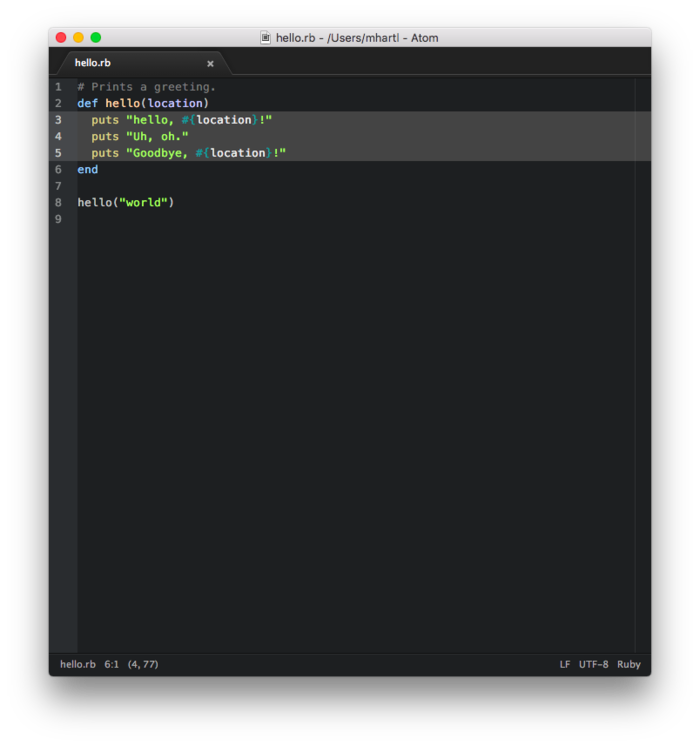 hello.rb - /Users/mhartl - Atom
hello.rb ×
1 # Prints a greeting.
2 def hello(location)
3   puts "hello, #{location}!"
4   puts "Uh, oh."
5   puts "Goodbye, #{location}!"
6 end
7
8 hello("world")
9
hello.rb 6:1 (4, 77) LF UTF-8 Ruby